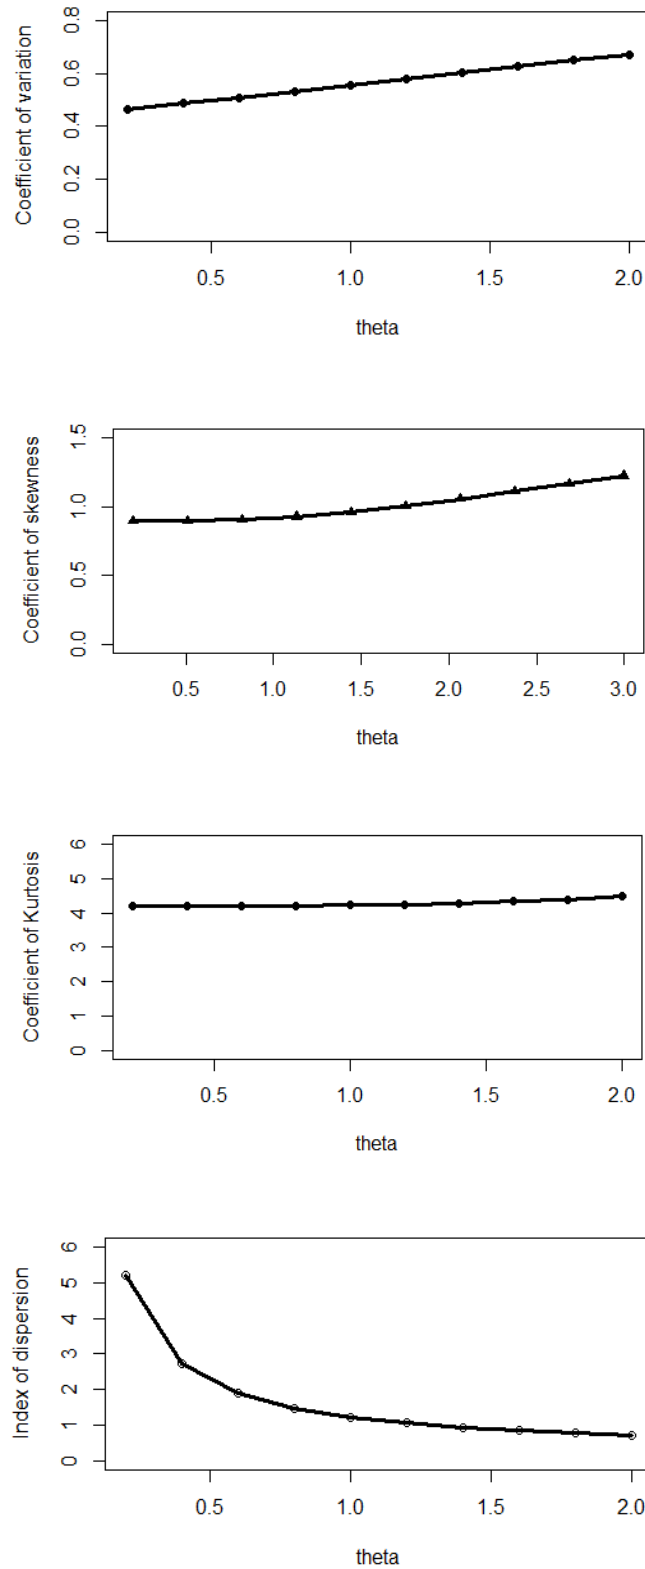 Coefficient of variation
0.0 0.2 0.4 0.6 0.8
0.5 1.0 1.5 2.0
theta
Coefficient of skewness
0.0 0.5 1.0 1.5
0.5 1.0 1.5 2.0 2.5 3.0
theta
Coefficient of Kurtosis
0 1 2 3 4 5 6
0.5 1.0 1.5 2.0
theta
Index of dispersion
0 1 2 3 4 5 6
0.5 1.0 1.5 2.0
theta